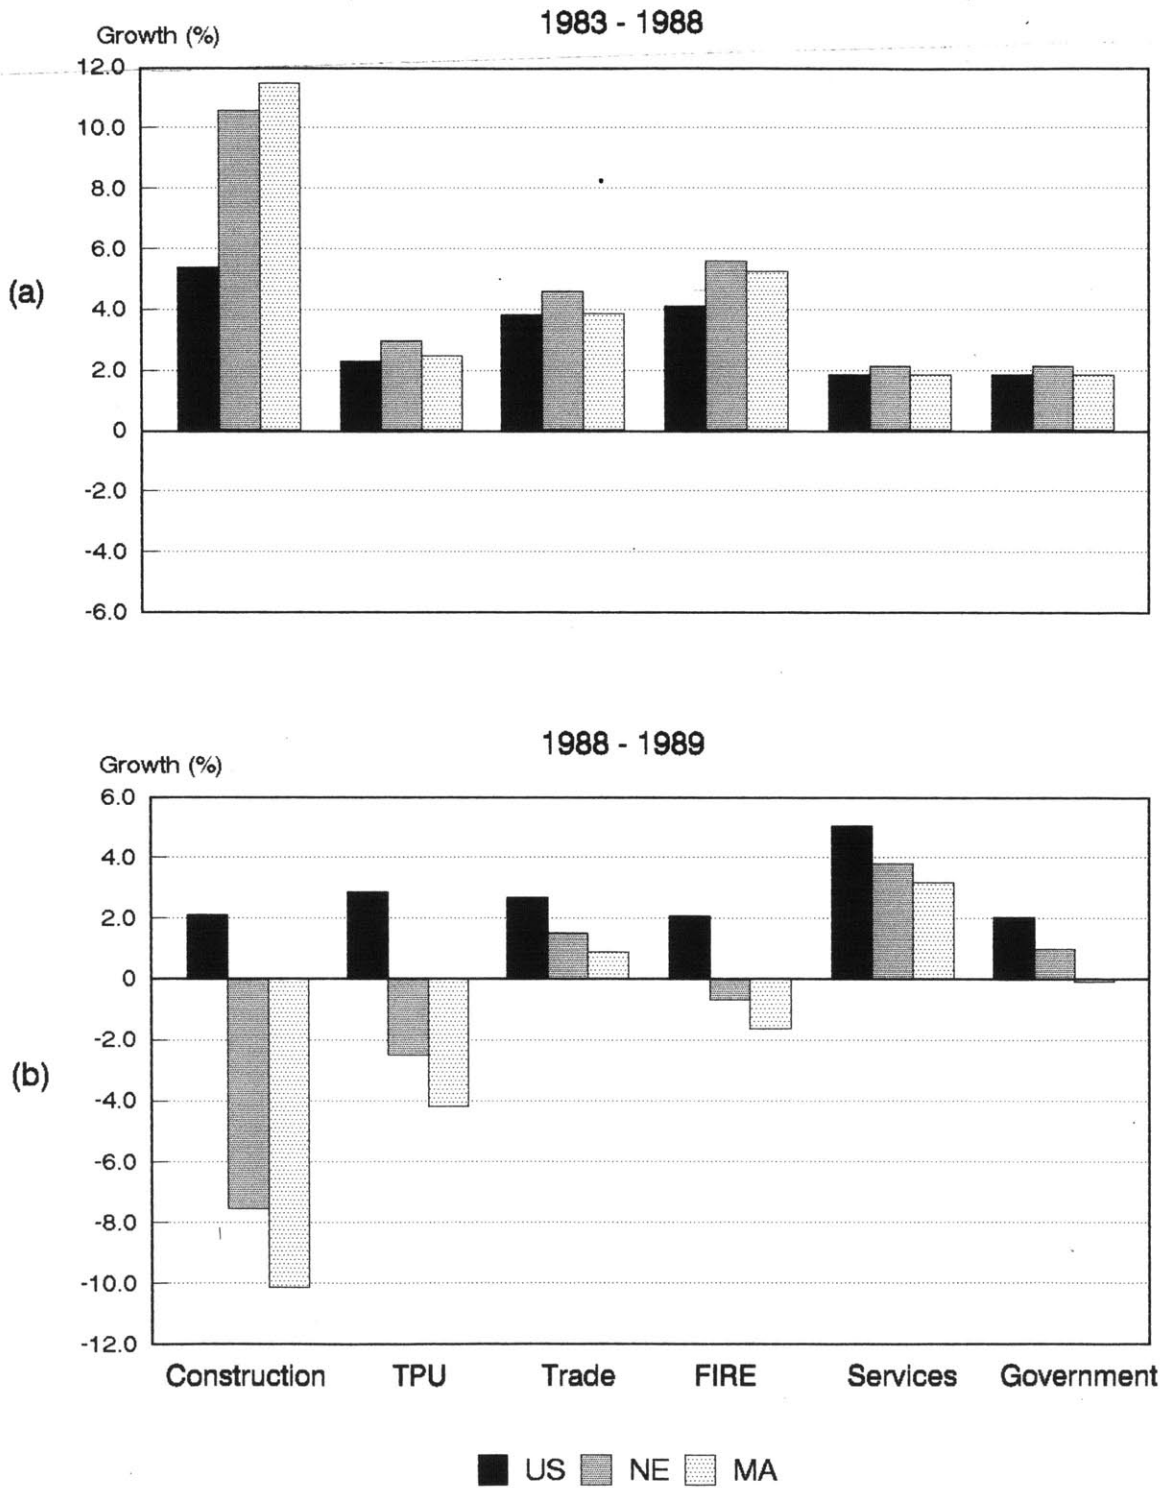 1983 - 1988
Growth (%)
12.0
10.0
8.0
6.0
(a)
4.0
2.0
0
-2.0
-4.0
-6.0
1988 - 1989
Growth (%)
6.0
4.0
2.0
0
-2.0
(b)
-4.0
-6.0
-8.0
-10.0
-12.0
Construction TPU Trade FIRE Services Government
US NE MA